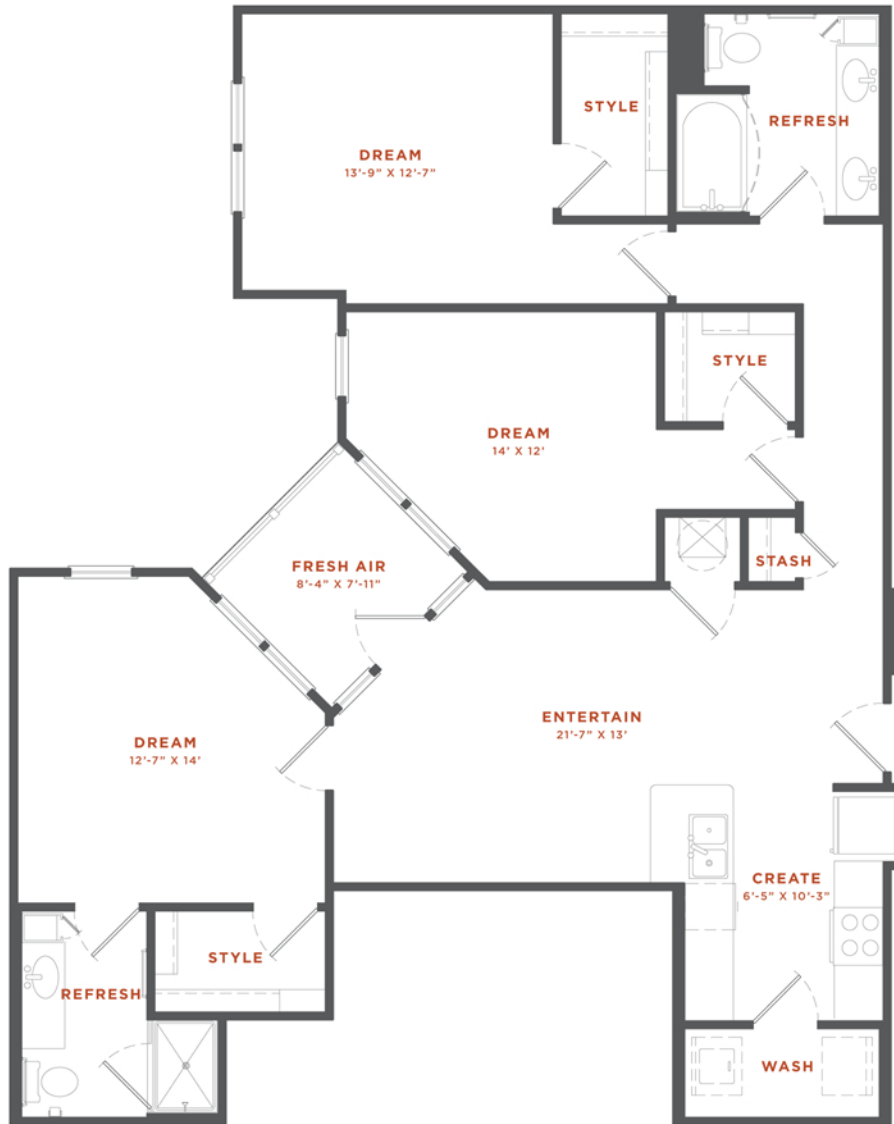 STYLE
REFRESH
DREAM
13'-9" X 12'-7"
STYLE
DREAM
14' X 12'
STASH
FRESH AIR
8'-4" X 7'-11"
ENTERTAIN
21'-7" X 13'
DREAM
12'-7" X 14'
CREATE
6'-5" X 10'-3"
STYLE
REFRESH
WASH